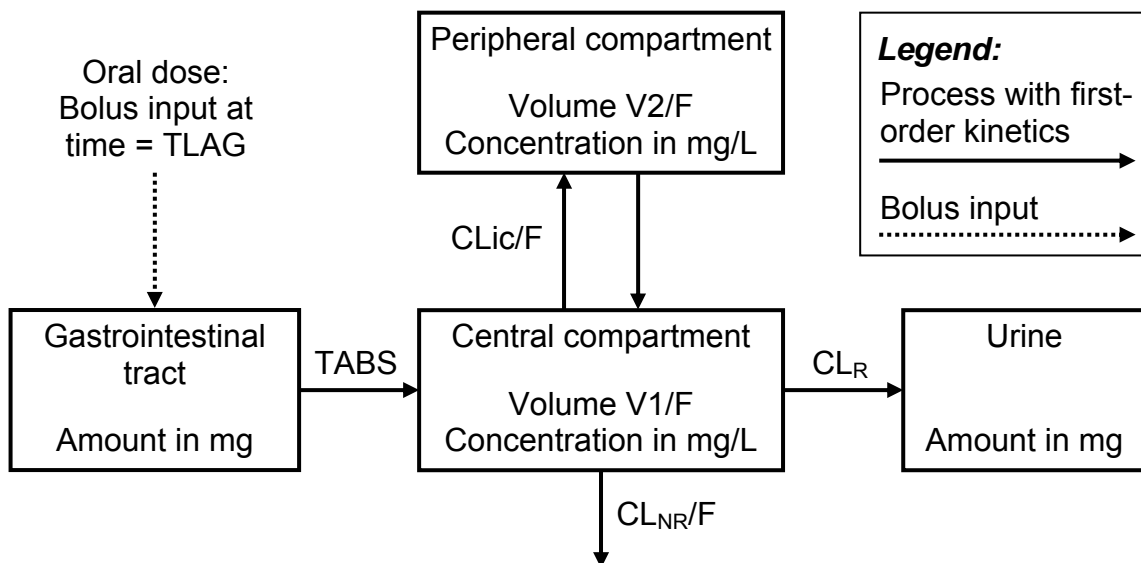 Oral dose:
Bolus input at
time = TLAG
Peripheral compartment
Volume V2/F
Concentration in mg/L
Legend:
Process with first-
order kinetics
Bolus input
CLic/F
Gastrointestinal
tract
Amount in mg
TABS
Central compartment
Volume V1/F
Concentration in mg/L
CL_R
Urine
Amount in mg
CL_NR/F